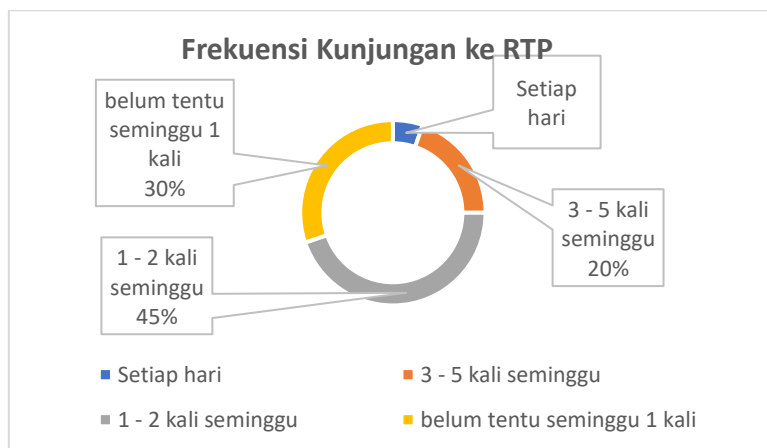 Frekuensi Kunjungan ke RTP
belum tentu
seminggu 1
kali
30%
Setiap
hari
3 - 5 kali
seminggu
20%
1 - 2 kali
seminggu
45%
Setiap hari
3 - 5 kali seminggu
1 - 2 kali seminggu
belum tentu seminggu 1 kali